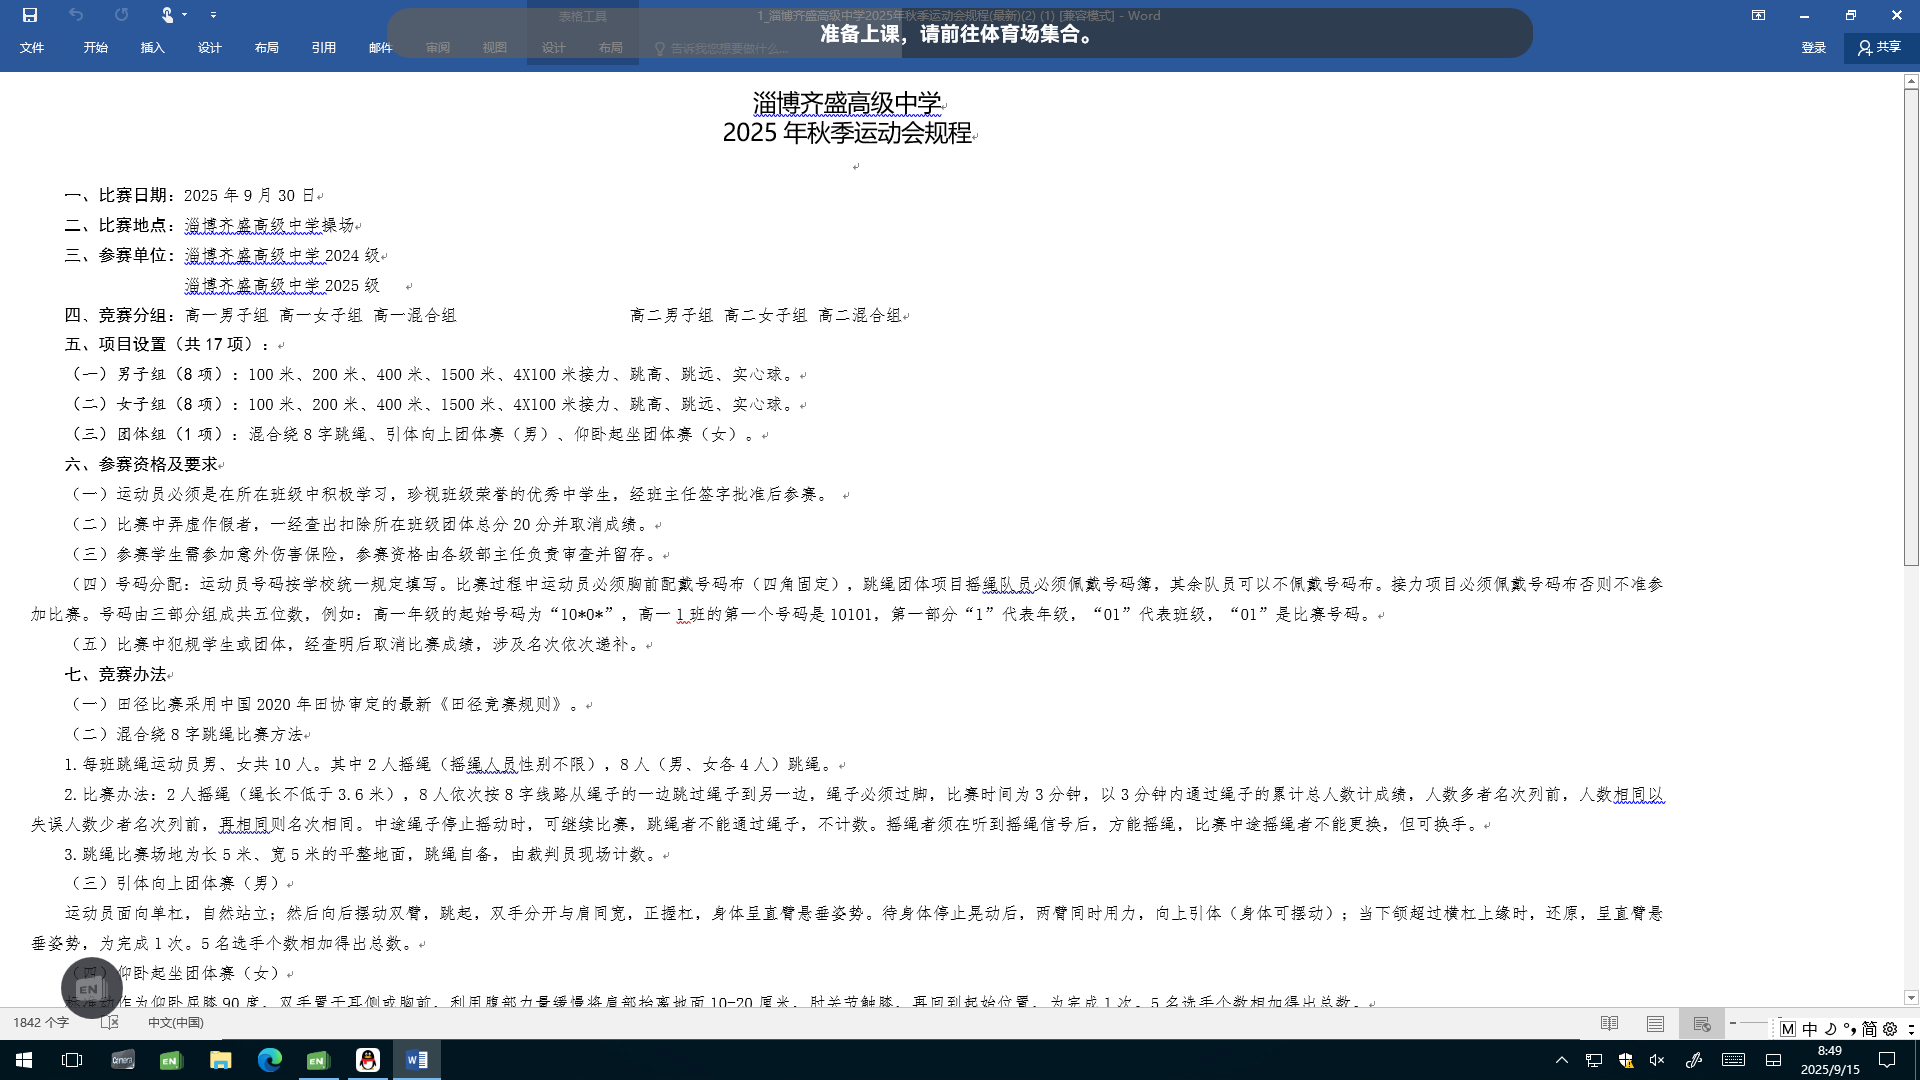 表格工具
1_淄博齐盛高级中学2025年秋季运动会规程(最新)(2) (1) [兼容模式] - Word
准备上课，请前往体育场集合。
文件 开始 插入 设计 布局 引用 邮件 审阅 视图 设计 布局 告诉我您想要做什么... 登录 共享
淄博齐盛高级中学
2025 年秋季运动会规程
一、比赛日期：2025 年 9 月 30 日
二、比赛地点：淄博齐盛高级中学操场
三、参赛单位：淄博齐盛高级中学 2024 级
淄博齐盛高级中学 2025 级
四、竞赛分组：高一男子组 高一女子组 高一混合组 高二男子组 高二女子组 高二混合组
五、项目设置（共 17 项）：
（一）男子组（8 项）：100 米、200 米、400 米、1500 米、4X100 米接力、跳高、跳远、实心球。
（二）女子组（8 项）：100 米、200 米、400 米、1500 米、4X100 米接力、跳高、跳远、实心球。
（三）团体组（1 项）：混合绕 8 字跳绳、引体向上团体赛（男）、仰卧起坐团体赛（女）。
六、参赛资格及要求
（一）运动员必须是在所在班级中积极学习，珍视班级荣誉的优秀中学生，经班主任签字批准后参赛。
（二）比赛中弄虚作假者，一经查出扣除所在班级团体总分 20 分并取消成绩。
（三）参赛学生需参加意外伤害保险，参赛资格由各级部主任负责审查并留存。
（四）号码分配：运动员号码按学校统一规定填写。比赛过程中运动员必须胸前配戴号码布（四角固定），跳绳团体项目摇绳队员必须佩戴号码簿，其余队员可以不佩戴号码布。接力项目必须佩戴号码布否则不准参
加比赛。号码由三部分组成共五位数，例如：高一年级的起始号码为“10*0*”，高一 1 班的第一个号码是 10101，第一部分“1”代表年级，“01”代表班级，“01”是比赛号码。
（五）比赛中犯规学生或团体，经查明后取消比赛成绩，涉及名次依次递补。
七、竞赛办法
（一）田径比赛采用中国 2020 年田协审定的最新《田径竞赛规则》。
（二）混合绕 8 字跳绳比赛方法
1. 每班跳绳运动员男、女共 10 人。其中 2 人摇绳（摇绳人员性别不限），8 人（男、女各 4 人）跳绳。
2. 比赛办法：2 人摇绳（绳长不低于 3.6 米），8 人依次按 8 字线路从绳子的一边跳过绳子到另一边，绳子必须过脚，比赛时间为 3 分钟，以 3 分钟内通过绳子的累计总人数计成绩，人数多者名次列前，人数相同以
失误人数少者名次列前，再相同则名次相同。中途绳子停止摇动时，可继续比赛，跳绳者不能通过绳子，不计数。摇绳者须在听到摇绳信号后，方能摇绳，比赛中途摇绳者不能更换，但可换手。
3. 跳绳比赛场地为长 5 米、宽 5 米的平整地面，跳绳自备，由裁判员现场计数。
（三）引体向上团体赛（男）
运动员面向单杠，自然站立；然后向后摆动双臂，跳起，双手分开与肩同宽，正握杠，身体呈直臂悬垂姿势。待身体停止晃动后，两臂同时用力，向上引体（身体可摆动）；当下颌超过横杠上缘时，还原，呈直臂悬
垂姿势，为完成 1 次。5 名选手个数相加得出总数。
（四）仰卧起坐团体赛（女）
标准动作为仰卧屈膝 90 度，双手置于耳侧或胸前，利用腹部力量缓慢将肩部抬离地面 10-20 厘米，肘关节触膝，再回到起始位置，为完成 1 次。5 名选手个数相加得出总数。
EN
1842 个字 中文(中国)
M 中 简
8:49
2025/9/15